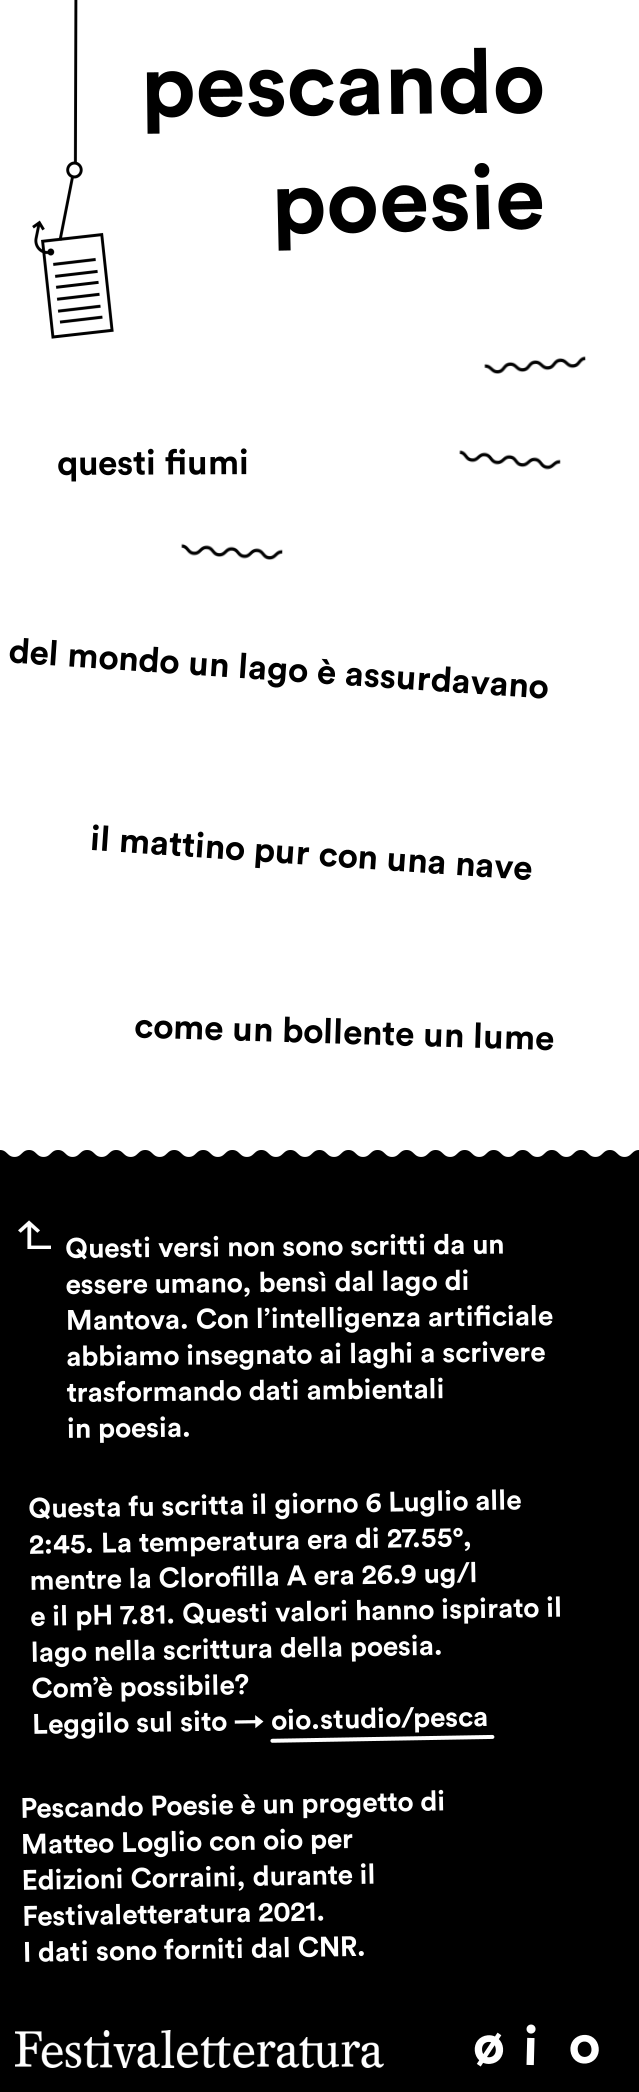 pescando
poesie
questi fiumi
del mondo un lago è assurdavano
il mattino pur con una nave
come un bollente un lume
Questi versi non sono scritti da un
essere umano, bensì dal lago di
Mantova. Con l’intelligenza artificiale
abbiamo insegnato ai laghi a scrivere
trasformando dati ambientali
in poesia.
Questa fu scritta il giorno 6 Luglio alle
2:45. La temperatura era di 27.55°,
mentre la Clorofilla A era 26.9 ug/l
e il pH 7.81. Questi valori hanno ispirato il
lago nella scrittura della poesia.
Com’è possibile?
Leggilo sul sito → oio.studio/pesca
Pescando Poesie è un progetto di
Matteo Loglio con oio per
Edizioni Corraini, durante il
Festivaletteratura 2021.
I dati sono forniti dal CNR.
Festivaletteratura ø i o